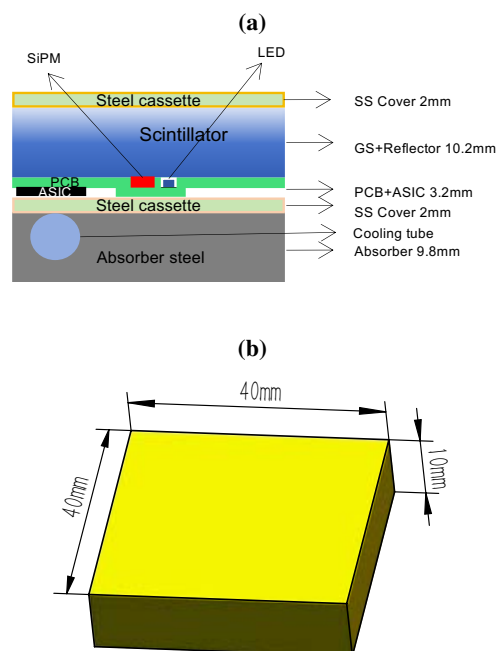 (a)
SiPM
LED
Steel cassette
SS Cover 2mm
Scintillator
GS+Reflector 10.2mm
PCB
ASIC
PCB+ASIC 3.2mm
Steel cassette
SS Cover 2mm
Cooling tube
Absorber steel
Absorber 9.8mm
(b)
40mm
10mm
40mm